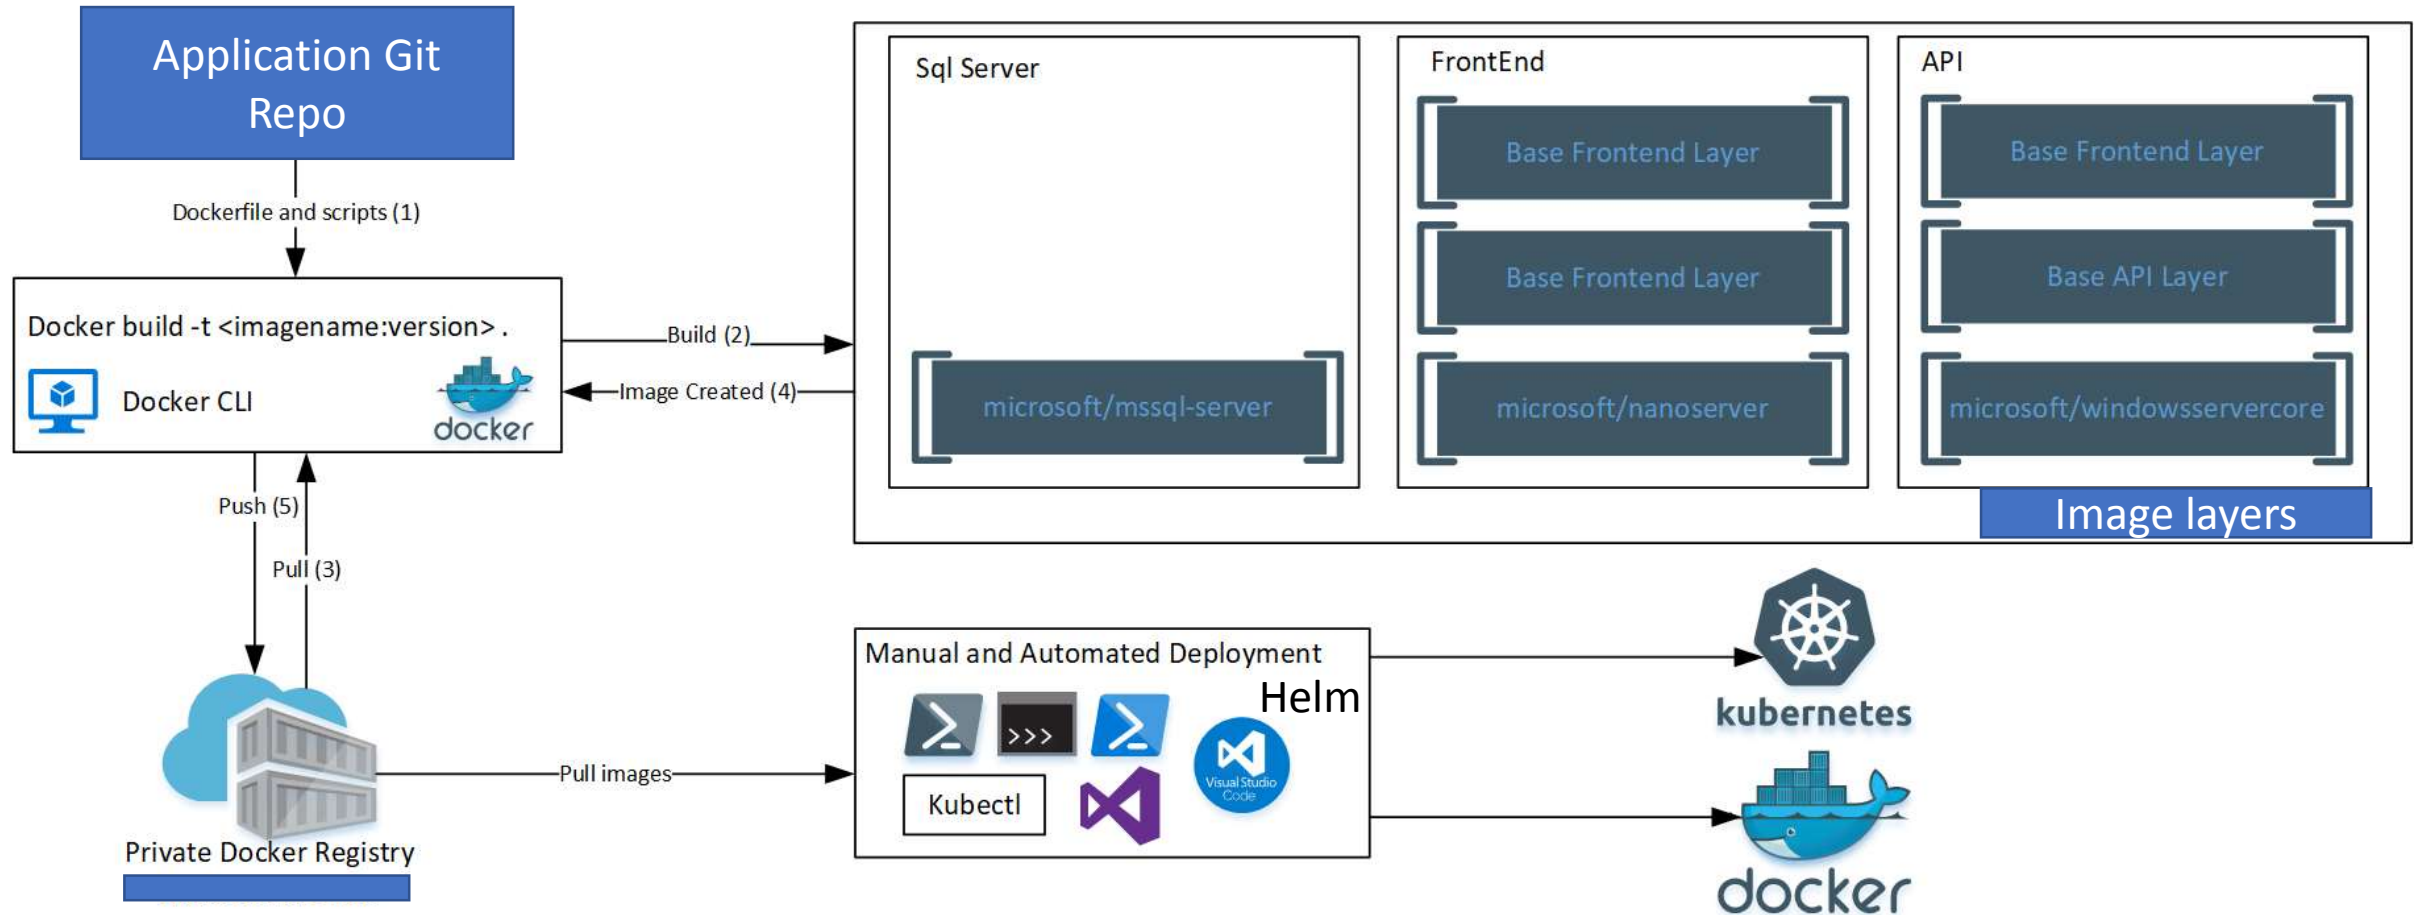 Application Git
Repo
Dockerfile and scripts (1)
Docker build -t <imagename:version> .
Docker CLI
docker
Build (2)
Image Created (4)
Push (5)
Pull (3)
Sql Server
microsoft/mssql-server
FrontEnd
Base Frontend Layer
Base Frontend Layer
microsoft/nanoserver
API
Base Frontend Layer
Base API Layer
microsoft/windowsservercore
Image layers
Private Docker Registry
Pull images
Manual and Automated Deployment
Helm
>>>
Visual Studio
Code
Kubectl
kubernetes
docker